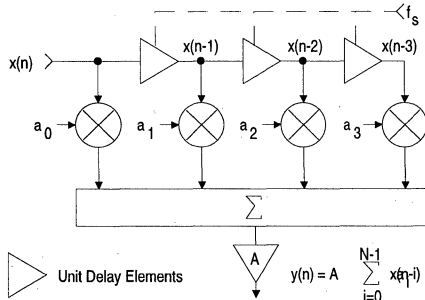 f_s
x(n) x(n-1) x(n-2) x(n-3)
a_0 a_1 a_2 a_3
Σ
A
Unit Delay Elements
y(n) = A
N-1
Σ
i=0